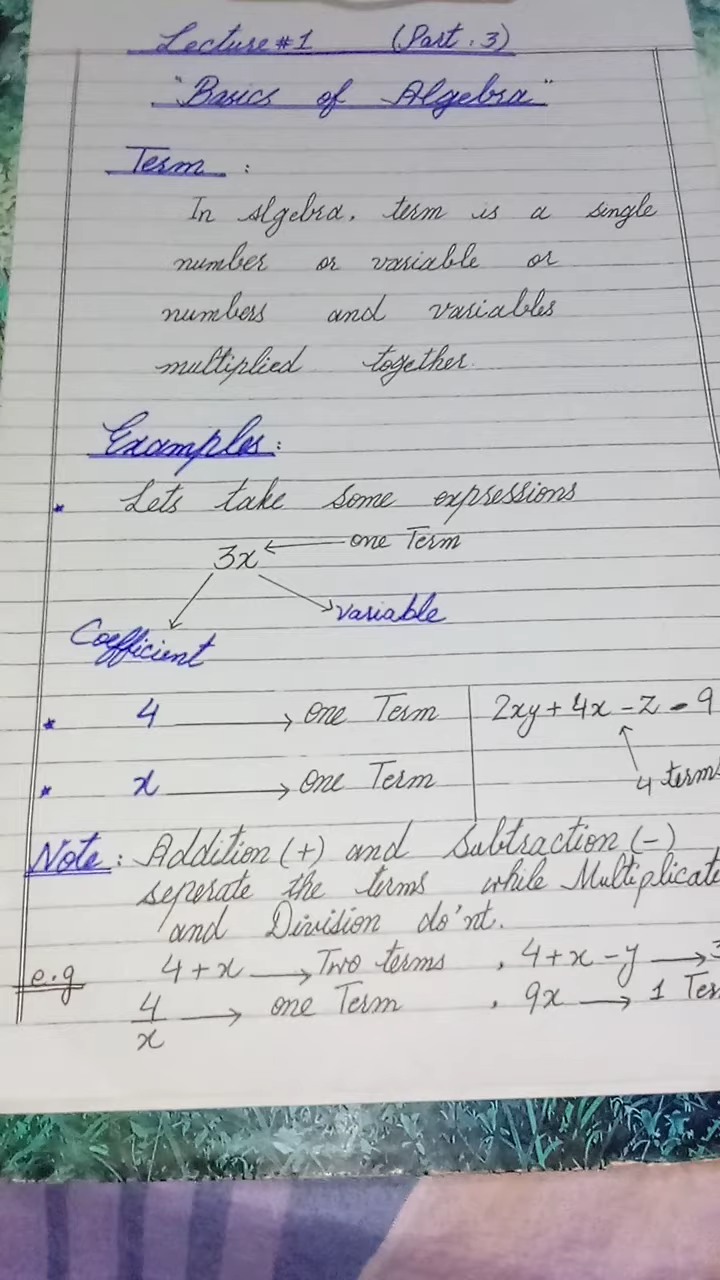 Lecture #1 (Part . 3)
"Basics of Algebra"
Term :
In Algebra, term is a single
number or variable or
numbers and variables
multiplied together.
Examples :
* Lets take some expressions
3x ← one Term
variable
Coefficient
* 4 → one Term
2xy + 4x - z - 9
* x → one Term
4 terms
Note : Addition (+) and Subtraction (-)
seperate the terms while Multiplicati
and Division do'nt.
e.g 4 + x → Two terms , 4 + x - y → 3
4/x → one Term , 9x → 1 Ter